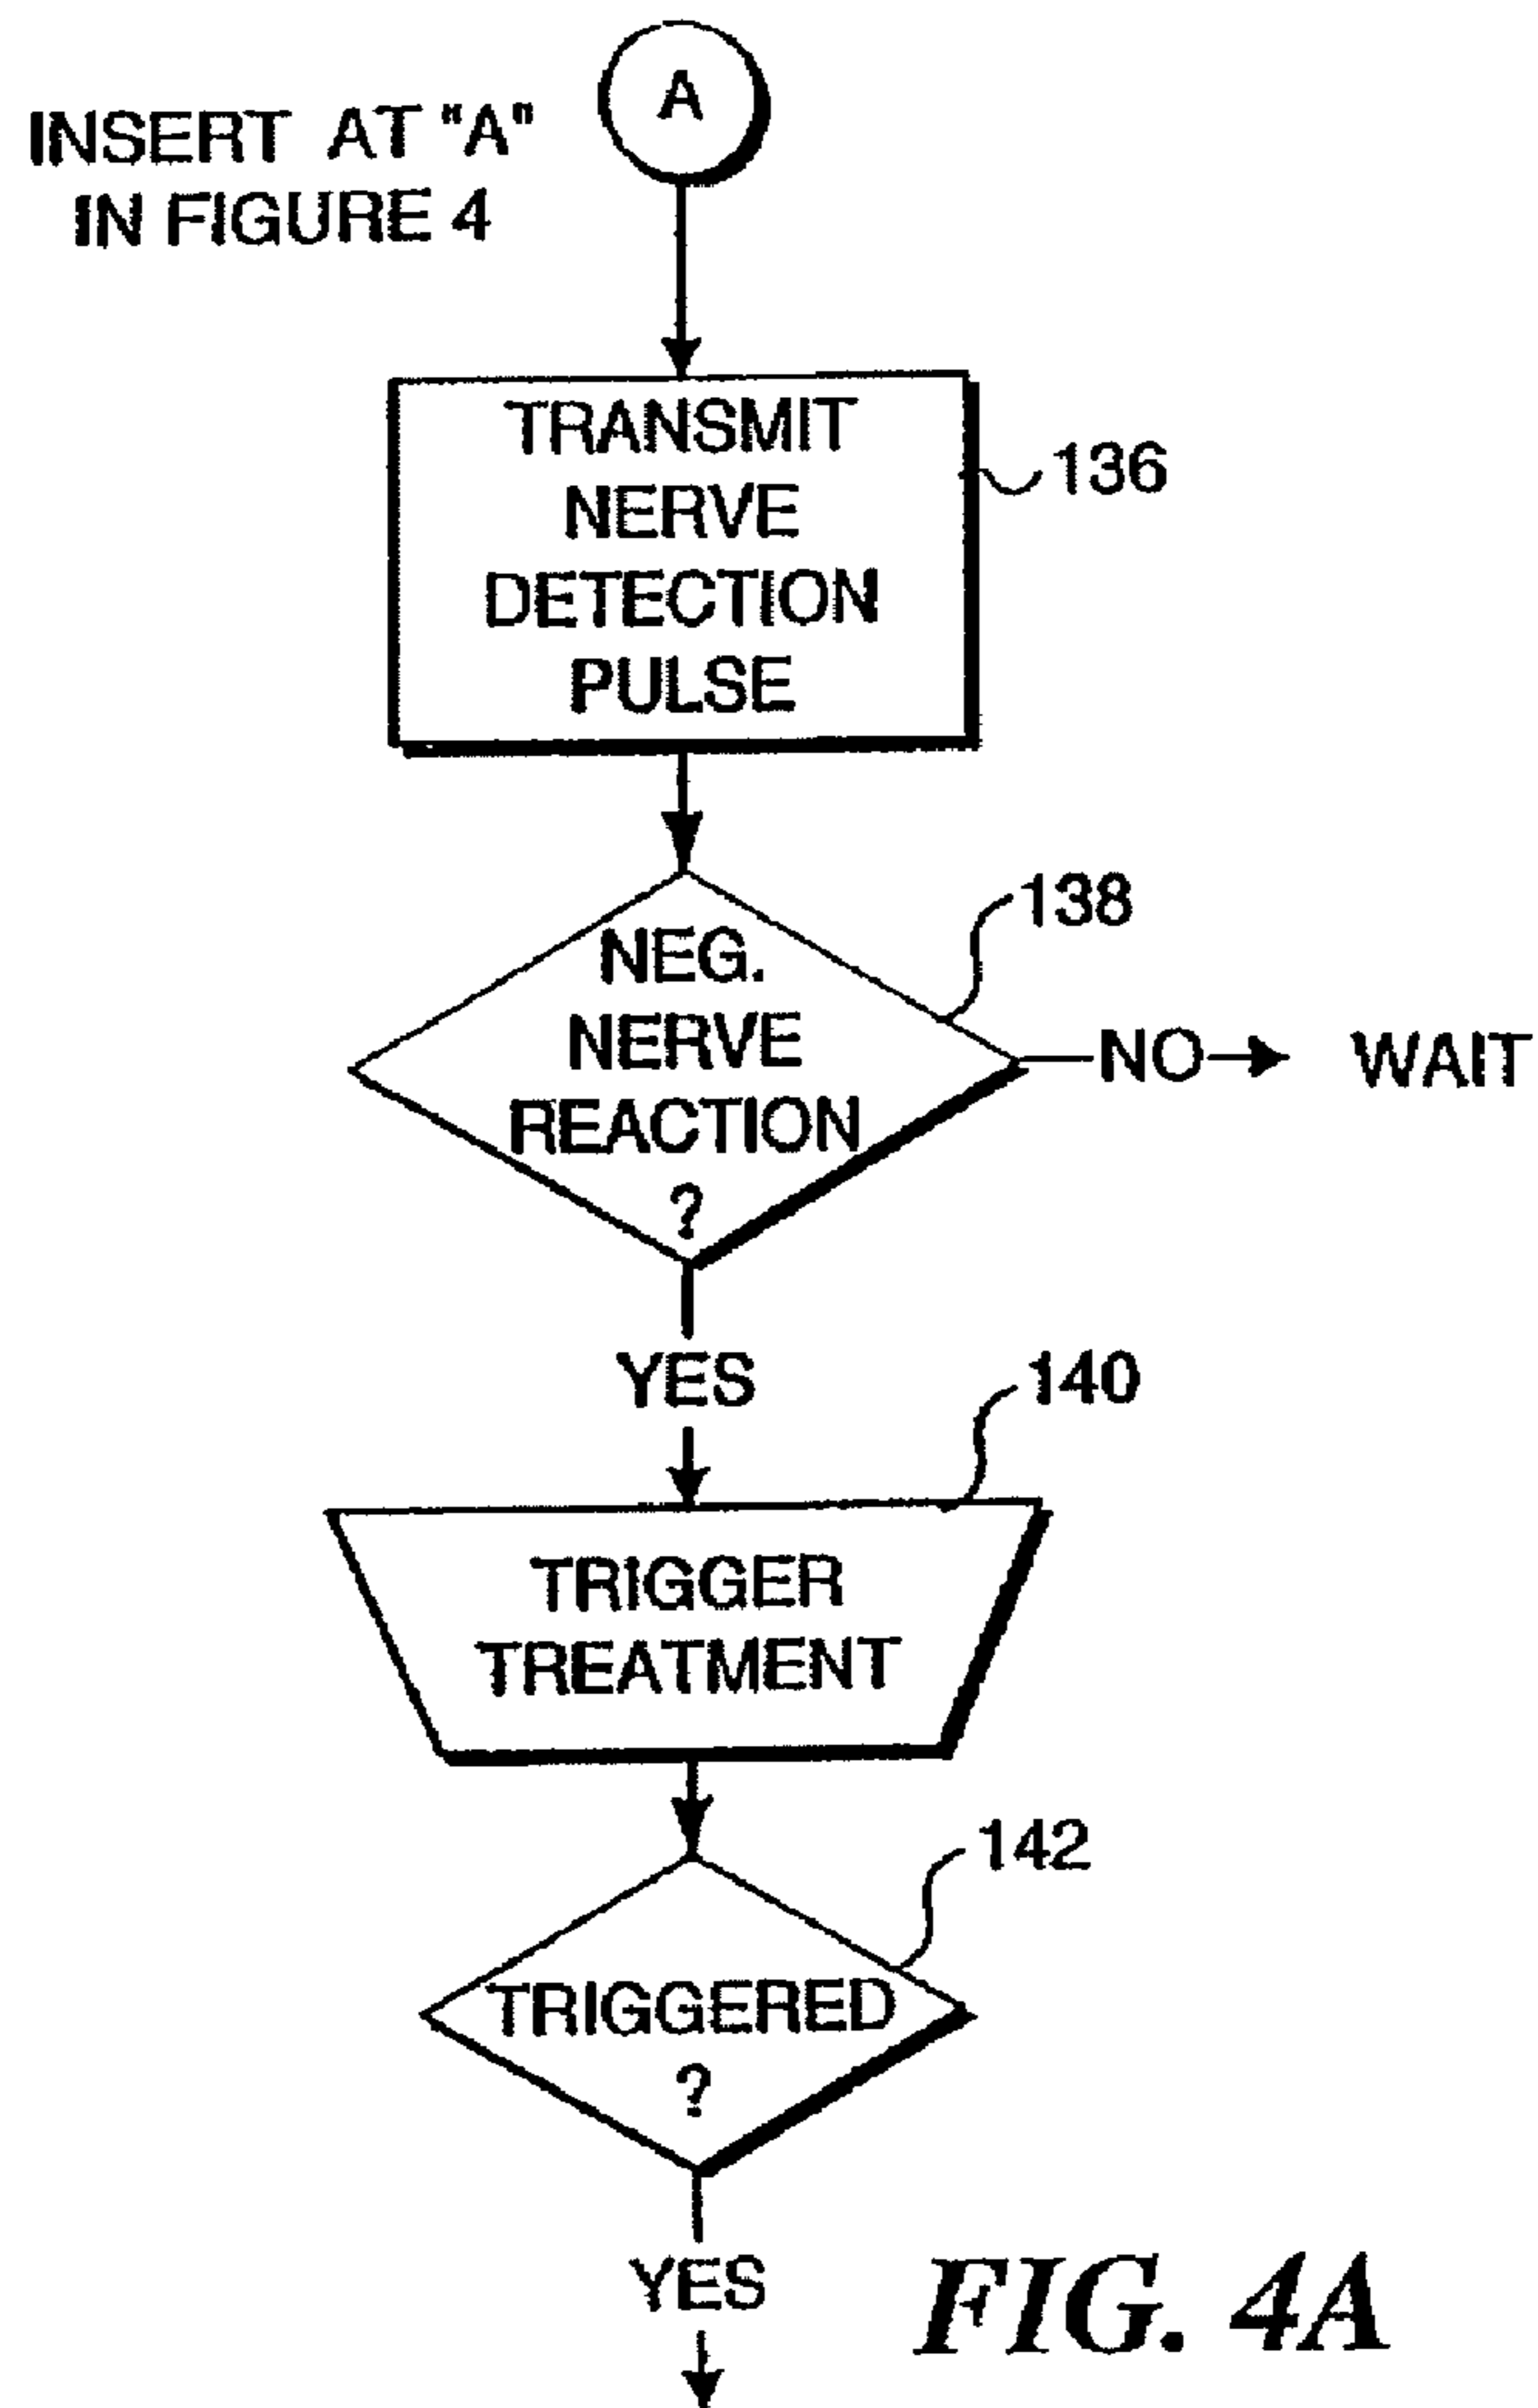 A
INSERT AT "A"
IN FIGURE 4
TRANSMIT
NERVE
DETECTION
PULSE
136
138
NEG.
NERVE
REACTION
?
NO
WAIT
YES
140
TRIGGER
TREATMENT
142
TRIGGERED
?
YES
FIG. 4A